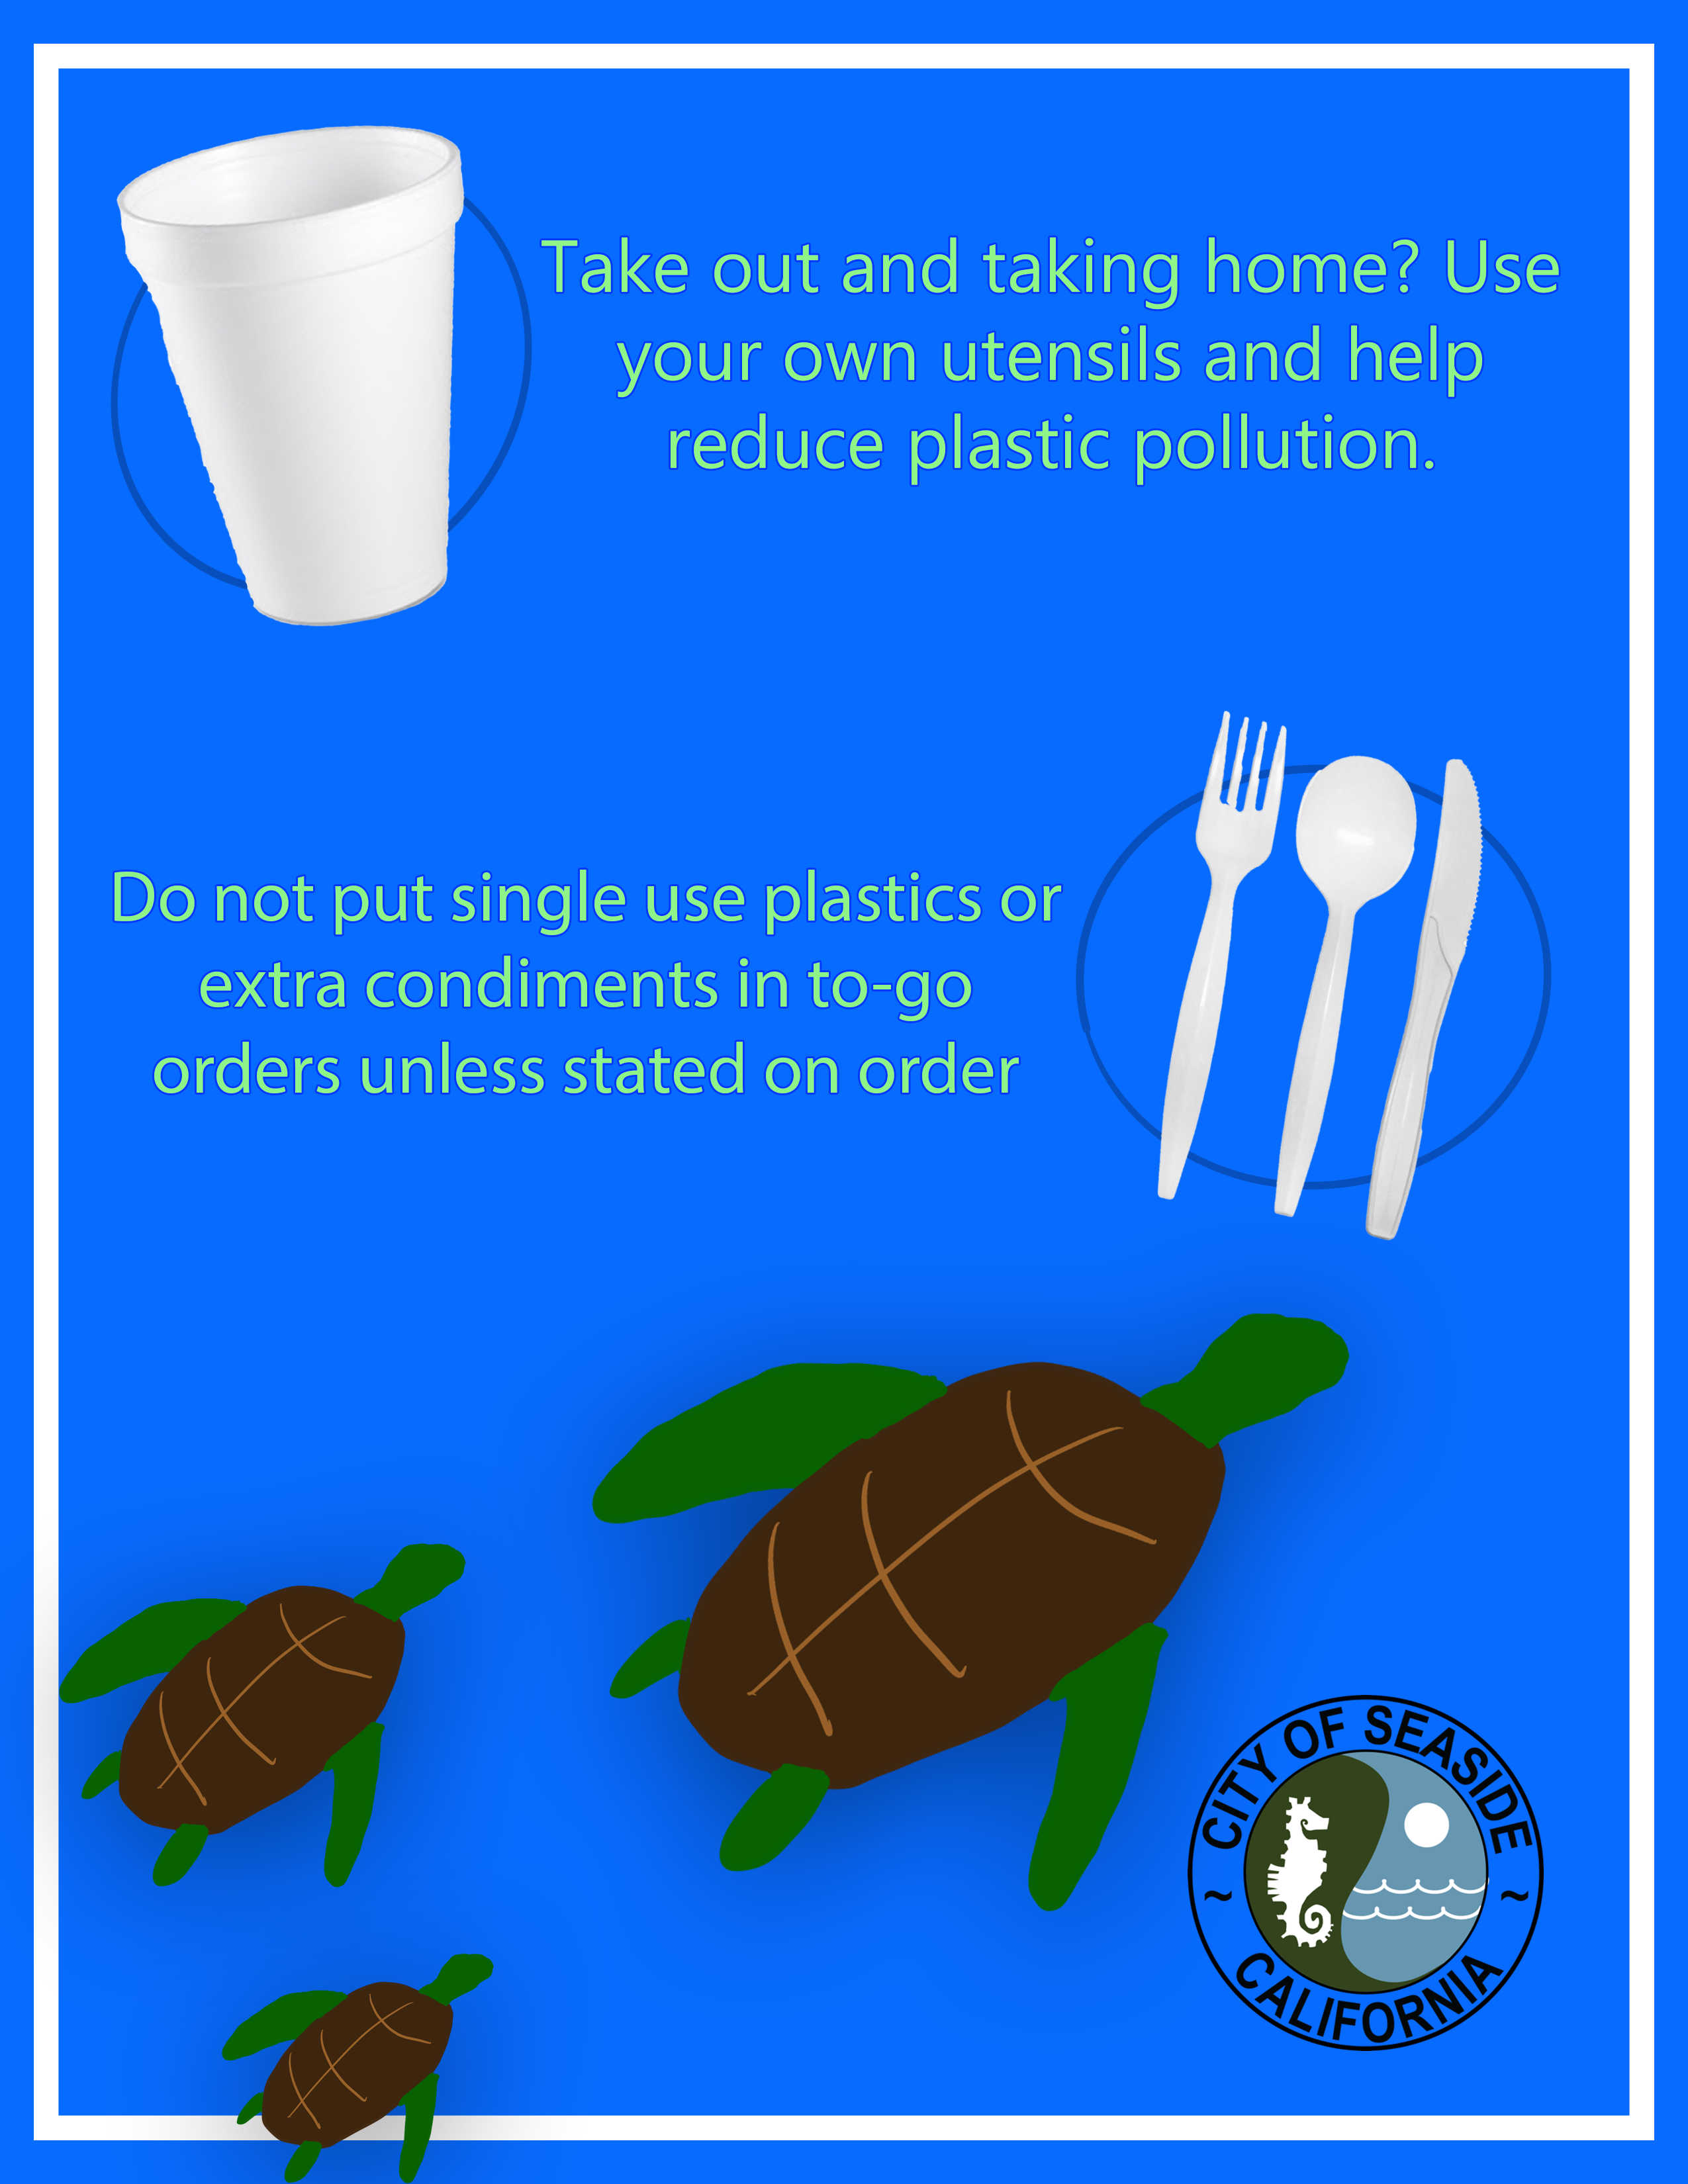 Take out and taking home? Use
your own utensils and help
reduce plastic pollution.
Do not put single use plastics or
extra condiments in to-go
orders unless stated on order
~ CITY OF SEASIDE ~
CALIFORNIA